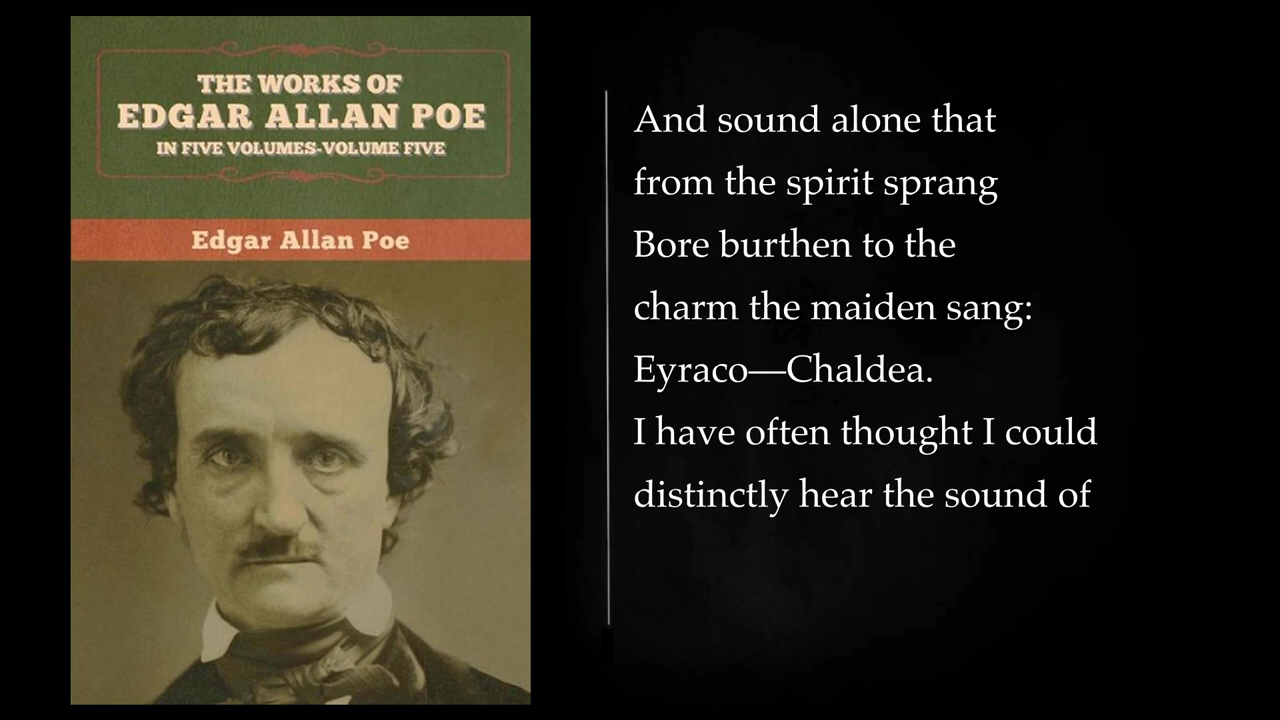 THE WORKS OF
EDGAR ALLAN POE
IN FIVE VOLUMES-VOLUME FIVE
Edgar Allan Poe
And sound alone that
from the spirit sprang
Bore burthen to the
charm the maiden sang:
Eyraco—Chaldea.
I have often thought I could
distinctly hear the sound of